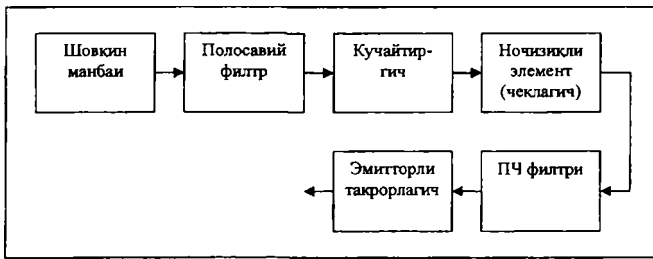 Шовқин
манбаи
Полосавий
филтр
Кучайтир-
гич
Ночизиқли
элемент
(чеклагич)
Эмитторли
такрорлагич
ПЧ филтри